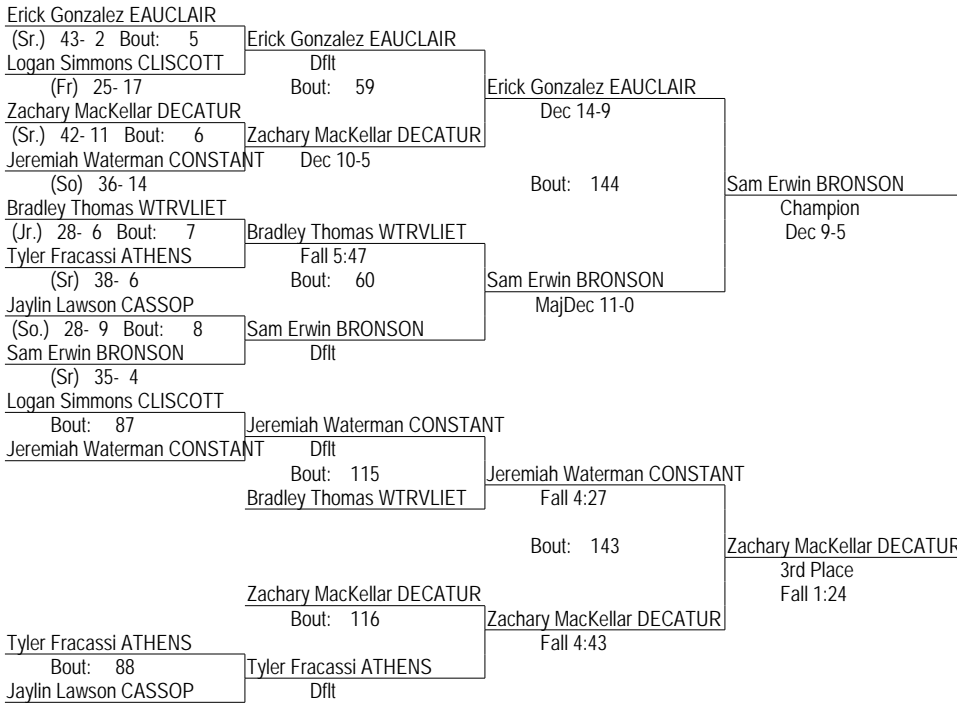 Erick Gonzalez EAUCLAIR
(Sr.) 43- 2 Bout: 5
Erick Gonzalez EAUCLAIR
Logan Simmons CLISCOTT
Dflt
(Fr) 25- 17
Bout: 59
Erick Gonzalez EAUCLAIR
Zachary MacKellar DECATUR
Dec 14-9
(Sr.) 42- 11 Bout: 6
Zachary MacKellar DECATUR
Jeremiah Waterman CONSTANT
Dec 10-5
(So) 36- 14
Bout: 144
Sam Erwin BRONSON
Bradley Thomas WTRVLIET
Champion
(Jr.) 28- 6 Bout: 7
Bradley Thomas WTRVLIET
Dec 9-5
Tyler Fracassi ATHENS
Fall 5:47
(Sr) 38- 6
Bout: 60
Sam Erwin BRONSON
Jaylin Lawson CASSOP
MajDec 11-0
(So.) 28- 9 Bout: 8
Sam Erwin BRONSON
Sam Erwin BRONSON
Dflt
(Sr) 35- 4
Logan Simmons CLISCOTT
Bout: 87
Jeremiah Waterman CONSTANT
Jeremiah Waterman CONSTANT
Dflt
Bout: 115
Jeremiah Waterman CONSTANT
Bradley Thomas WTRVLIET
Fall 4:27
Bout: 143
Zachary MacKellar DECATUR
3rd Place
Zachary MacKellar DECATUR
Fall 1:24
Bout: 116
Zachary MacKellar DECATUR
Tyler Fracassi ATHENS
Fall 4:43
Bout: 88
Tyler Fracassi ATHENS
Jaylin Lawson CASSOP
Dflt